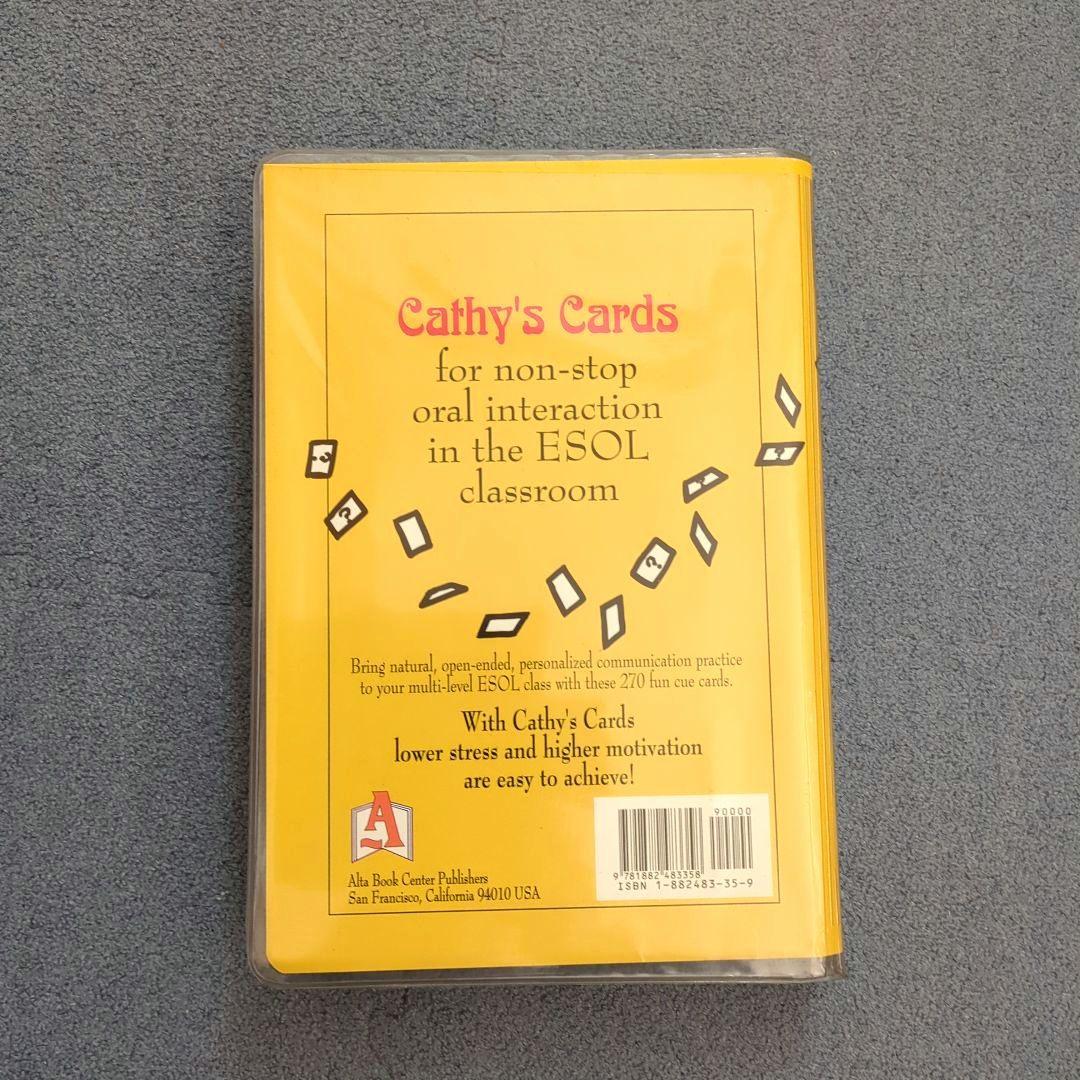 Cathy's Cards
for non-stop
oral interaction
in the ESOL
classroom
?
?
?
?
?
Bring natural, open-ended, personalized communication practice
to your multi-level ESOL class with these 270 fun cue cards.
With Cathy's Cards
lower stress and higher motivation
are easy to achieve!
A
Alta Book Center Publishers
San Francisco, California 94010 USA
90000
9 781882 483358
ISBN 1-882483-35-9